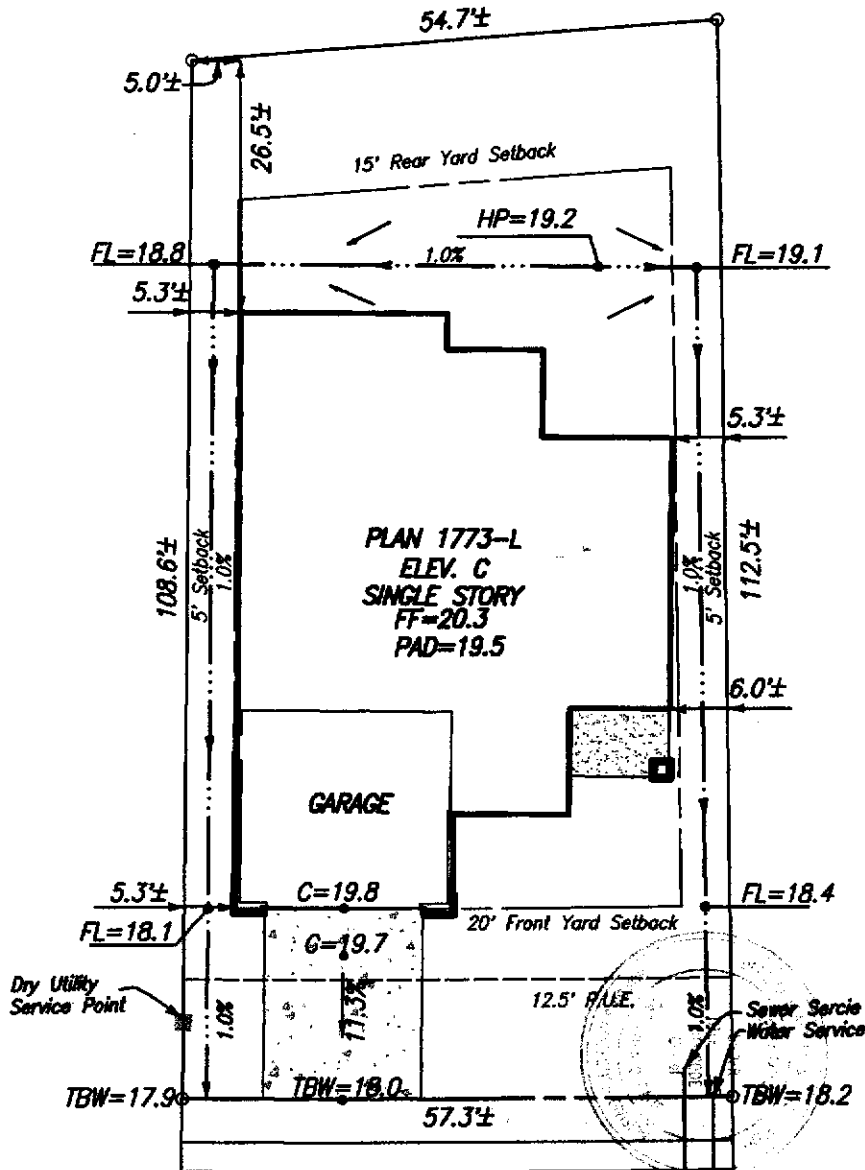 54.7'±
5.0'±
26.5'±
15' Rear Yard Setback
HP=19.2
FL=18.8
1.0%
FL=19.1
5.3'±
5.3'±
108.6'±
5' Setback
1.0%
PLAN 1773-L
ELEV. C
SINGLE STORY
FF=20.3
PAD=19.5
1.0%
5' Setback
112.5'±
6.0'±
GARAGE
5.3'±
C=19.8
FL=18.4
FL=18.1
20' Front Yard Setback
G=19.7
Dry Utility
Service Point
12.5' P.U.E.
1.0%
11.3%
1.0%
Sewer Sercie
Water Service
TBW=17.9
TBW=18.0
TBW=18.2
57.3'±